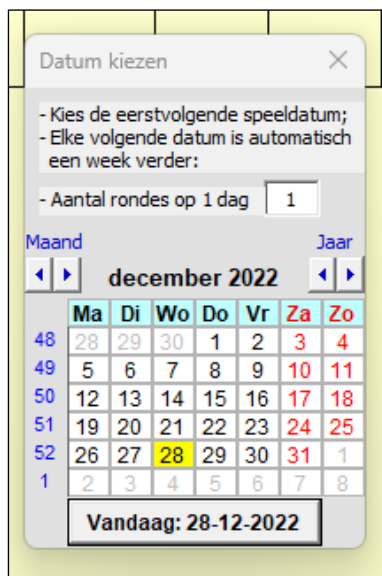 Datum kiezen
- Kies de eerstvolgende speeldatum;
- Elke volgende datum is automatisch
een week verder:
- Aantal rondes op 1 dag 1
Maand Jaar
december 2022
Ma Di Wo Do Vr Za Zo
48 28 29 30 1 2 3 4
49 5 6 7 8 9 10 11
50 12 13 14 15 16 17 18
51 19 20 21 22 23 24 25
52 26 27 28 29 30 31 1
1 2 3 4 5 6 7 8
Vandaag: 28-12-2022